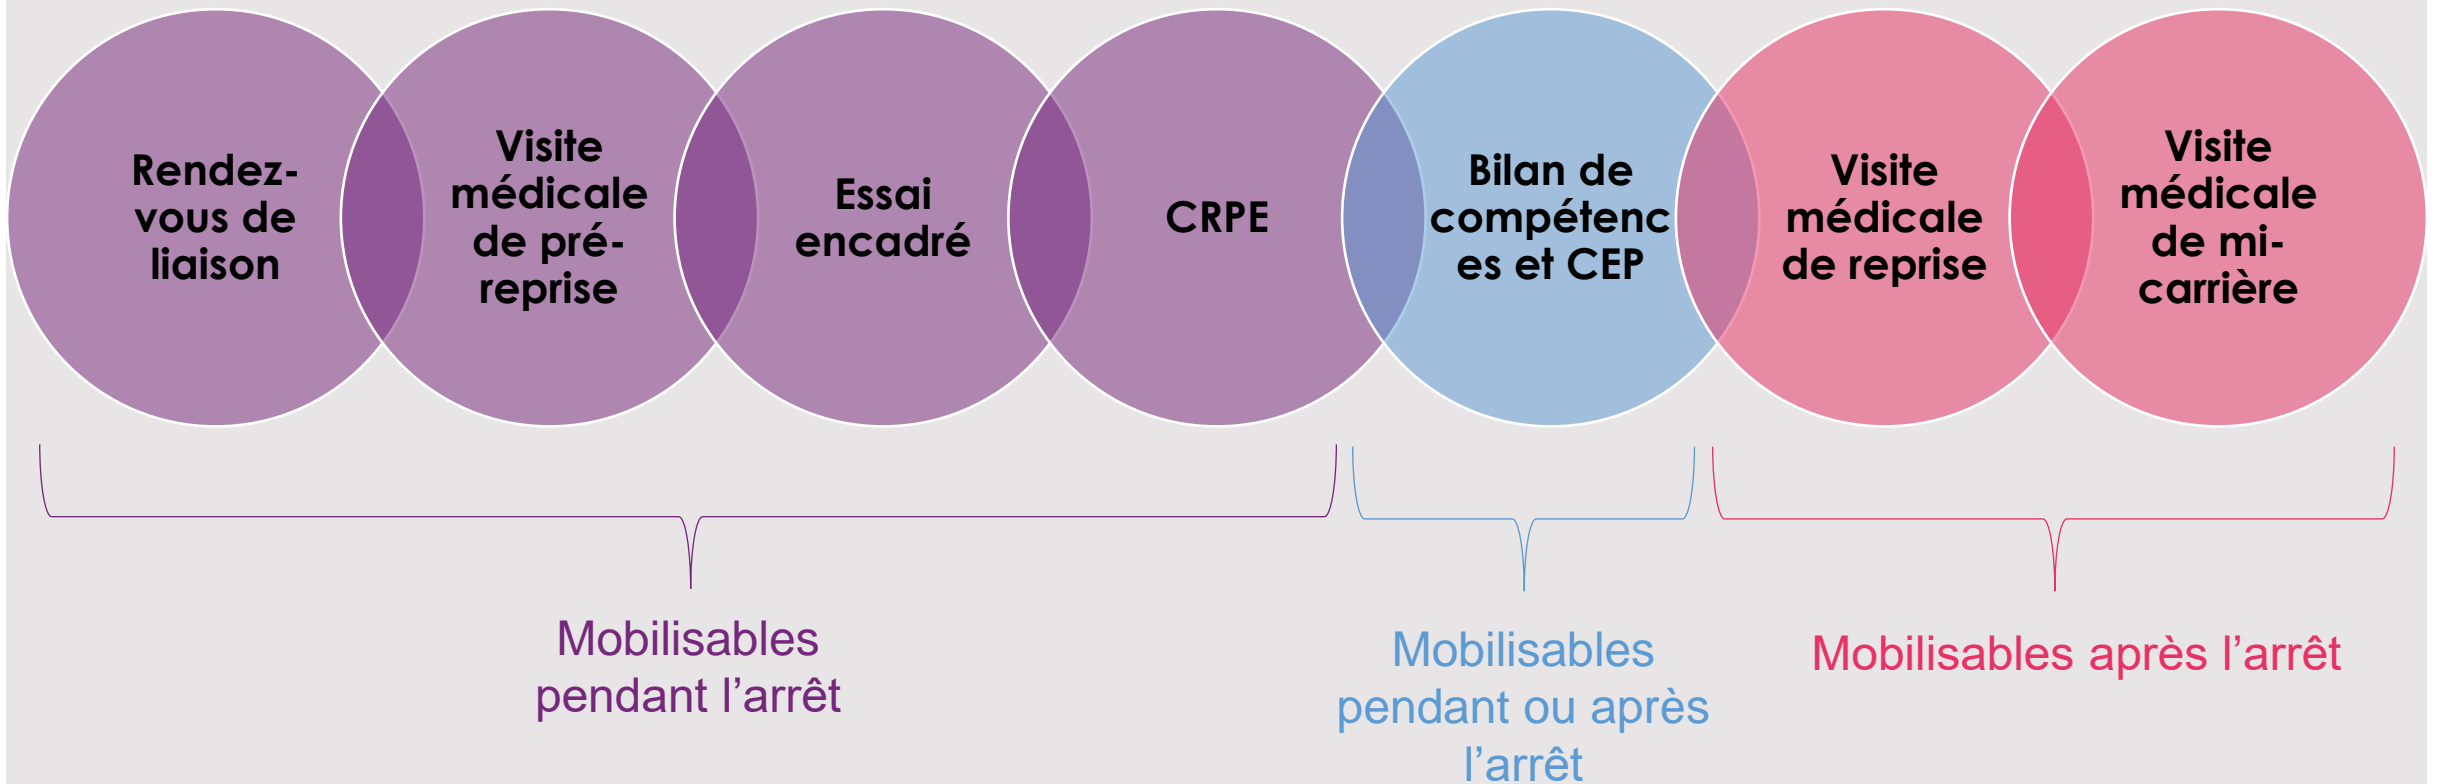 Rendez-
vous de
liaison
Visite
médicale
de pré-
reprise
Essai
encadré
CRPE
Bilan de
compétenc
es et CEP
Visite
médicale
de reprise
Visite
médicale
de mi-
carrière
Mobilisables
pendant l’arrêt
Mobilisables
pendant ou après
l’arrêt
Mobilisables après l’arrêt